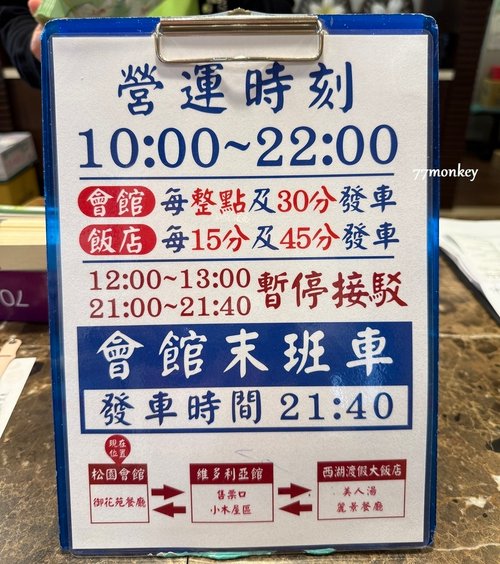 營運時刻
10:00~22:00
77monkey
會館 每整點及30分發車
飯店 每15分及45分發車
12:00~13:00
21:00~21:40
暫停接駁
會館末班車
發車時間 21:40
現在
位置
松園會館
御花苑餐廳
維多利亞館
售票口
小木屋區
西湖渡假大飯店
美人湯
麗景餐廳
70